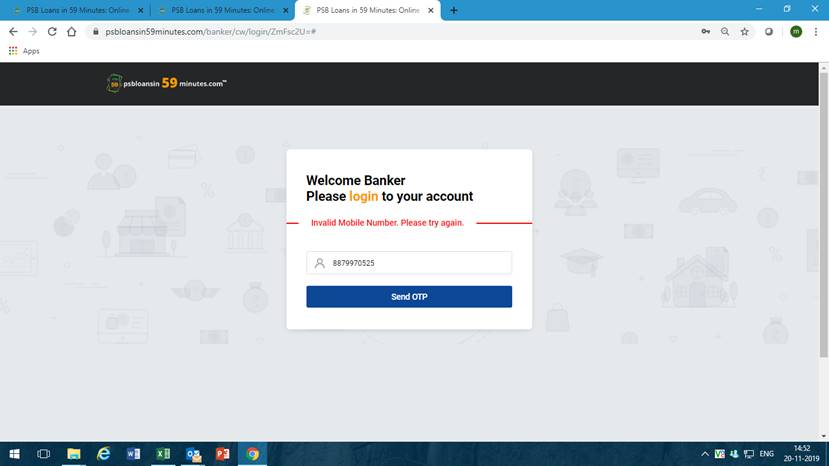 PSB Loans in 59 Minutes: Online
PSB Loans in 59 Minutes: Online
PSB Loans in 59 Minutes: Online
psbloansin59minutes.com/banker/cw/login/ZmFsc2U=#
m
Apps
psbloansin 59 minutes.com™
Welcome Banker
Please login to your account
Invalid Mobile Number. Please try again.
8879970525
Send OTP
ENG
14:52
20-11-2019